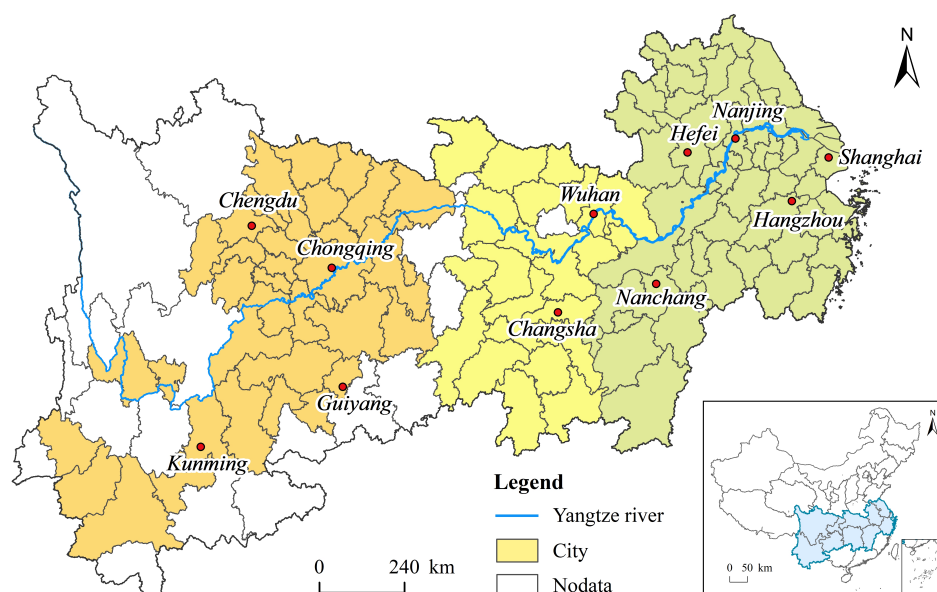 N
Nanjing
Hefei
Shanghai
Chengdu
Wuhan
Hangzhou
Chongqing
Nanchang
Changsha
Guiyang
Kunming
Legend
Yangtze river
City
Nodata
0 240 km
N
0 50 km